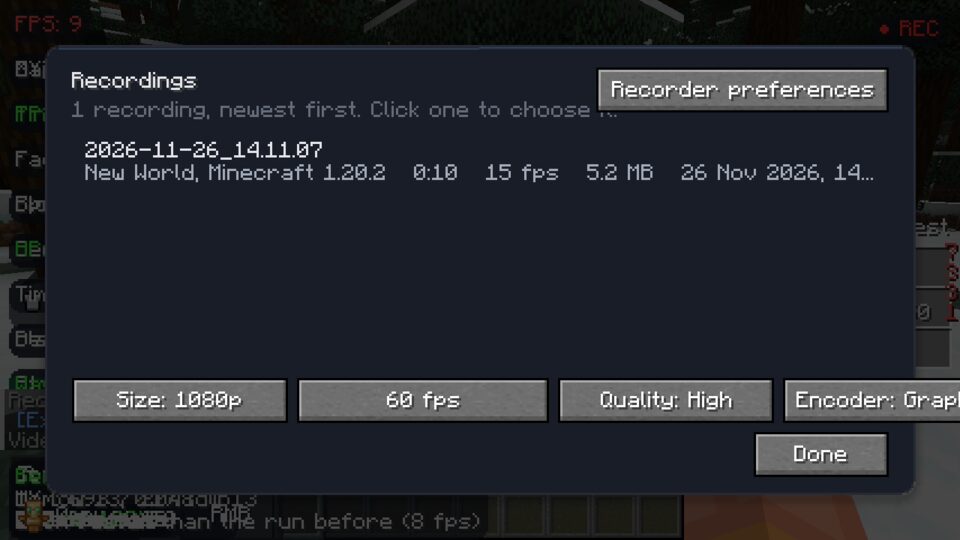 FPS: 9
REC
Recordings
Recorder preferences
1 recording, newest first. Click one to choose
2026-11-26_14.11.07
New World, Minecraft 1.20.2 0:10 15 fps 5.2 MB 26 Nov 2026, 14...
Size: 1080p
60 fps
Quality: High
Encoder: Grap
Done
than the run before (8 fps)